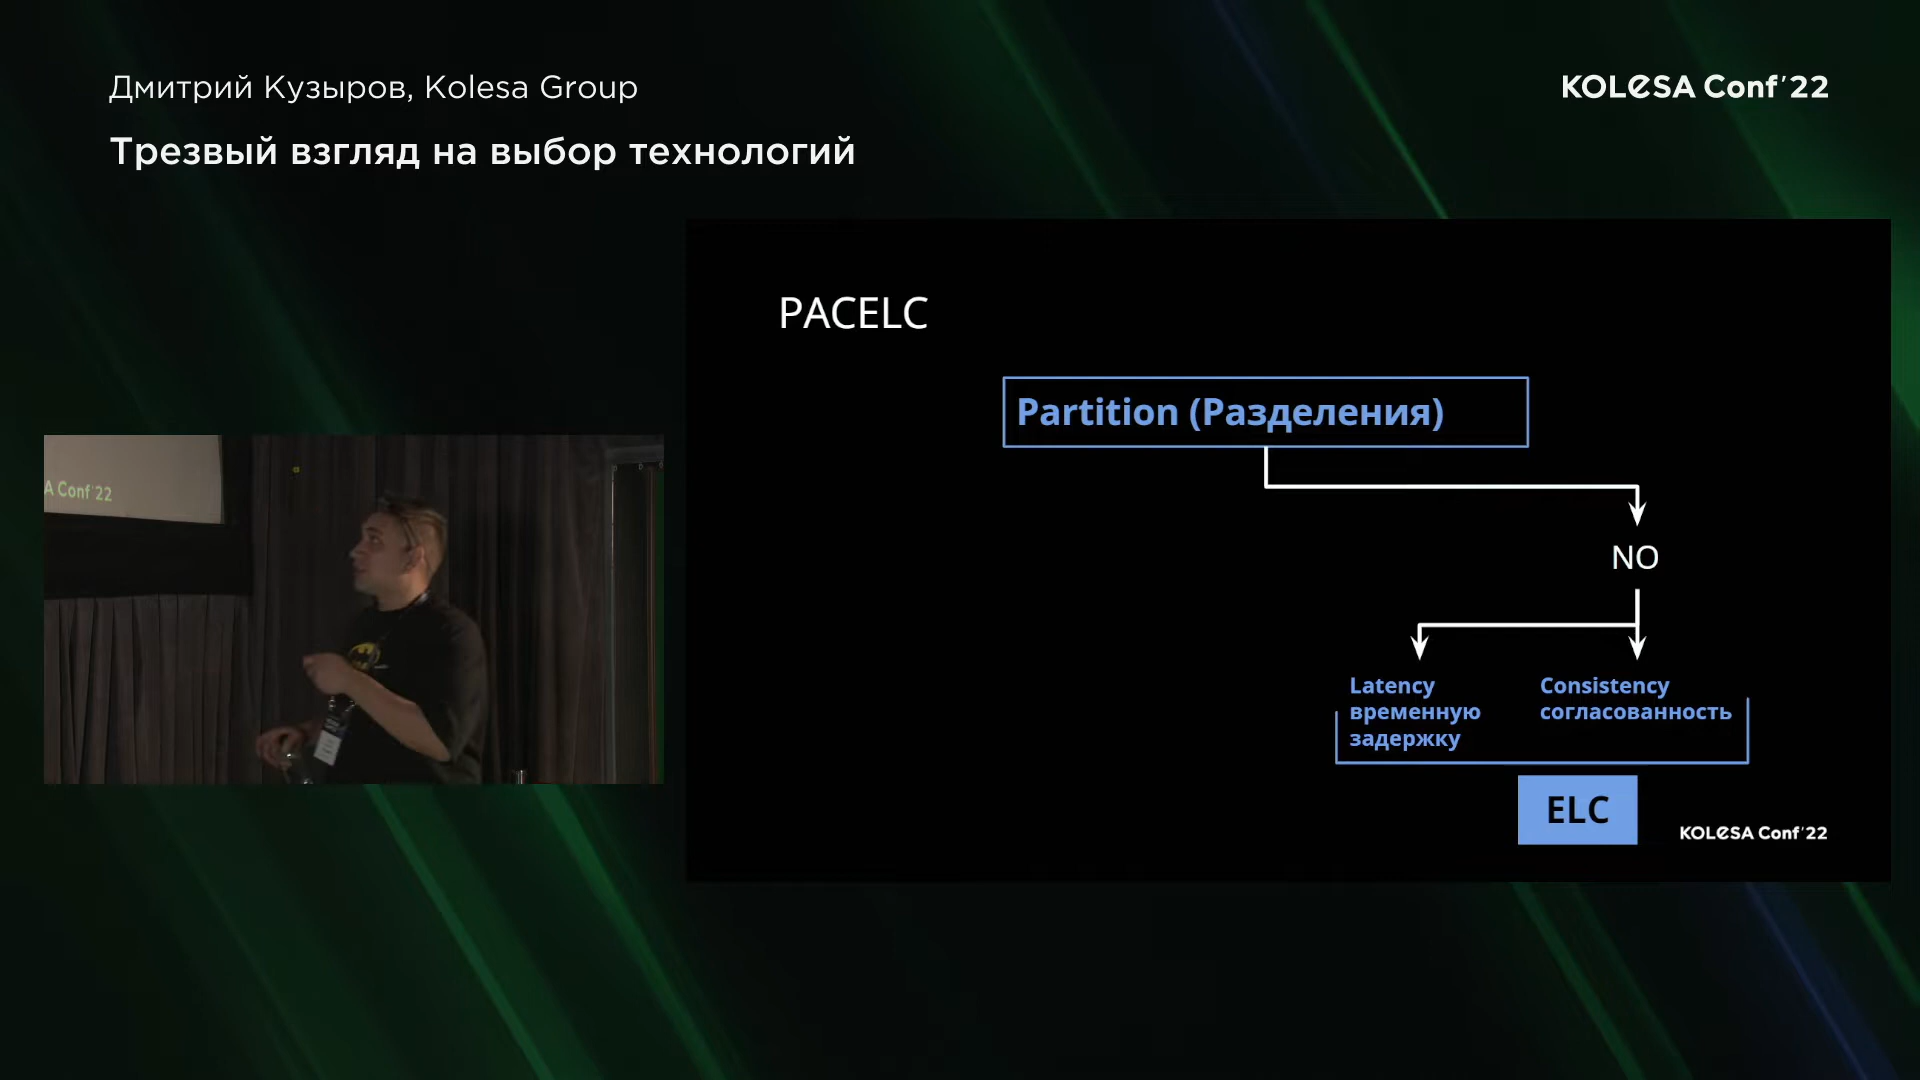 Дмитрий Кузыров, Kolesa Group
KOLESA Conf'22
Трезвый взгляд на выбор технологий
PACELC
Partition (Разделения)
NO
Latency
временную
задержку
Consistency
согласованность
ELC
KOLESA Conf'22
A Conf'22